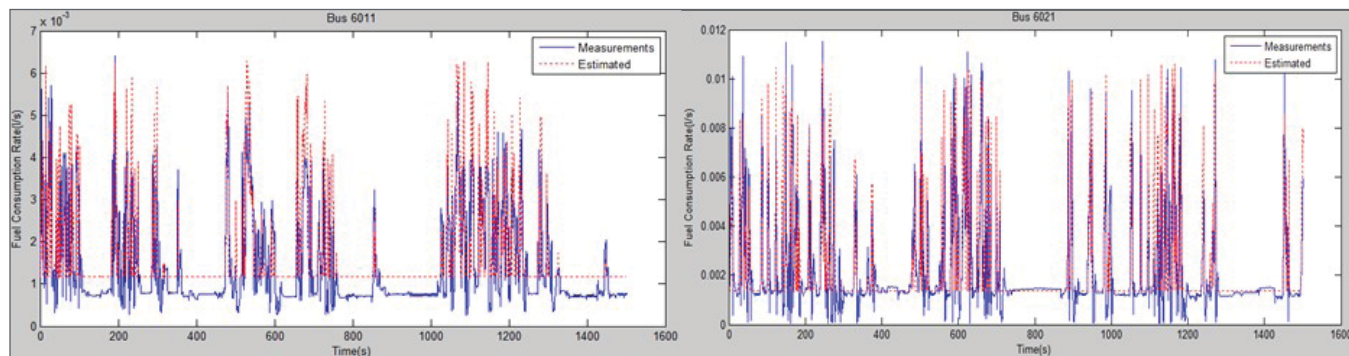 Bus 6011
× 10⁻³
7
6
5
4
3
2
1
0
Fuel Consumption Rate(l/s)
0 200 400 600 800 1000 1200 1400 1600
Time(s)
Measurements
Estimated
Bus 6021
0.012
0.01
0.008
0.006
0.004
0.002
0
Fuel Consumption Rate(l/s)
0 200 400 600 800 1000 1200 1400 1600
Time(s)
Measurements
Estimated